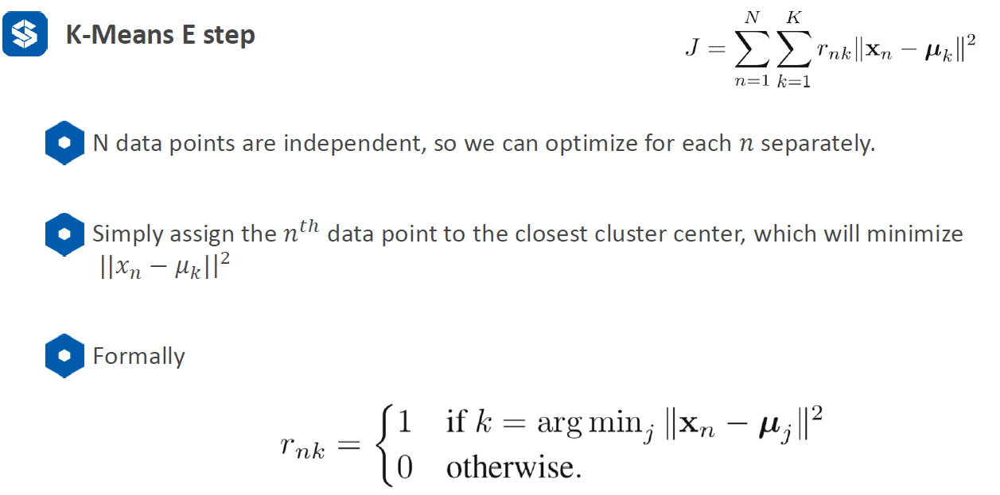 K-Means E step
J = \sum_{n=1}^{N} \sum_{k=1}^{K} r_{nk} \|\mathbf{x}_n - \boldsymbol{\mu}_k\|^2
N data points are independent, so we can optimize for each n separately.
Simply assign the n^{th} data point to the closest cluster center, which will minimize
||x_n − μ_k||^2
Formally
r_{nk} = \begin{cases} 1 & \text{if } k = \arg\min_j \|\mathbf{x}_n - \boldsymbol{\mu}_j\|^2 \\ 0 & \text{otherwise.} \end{cases}